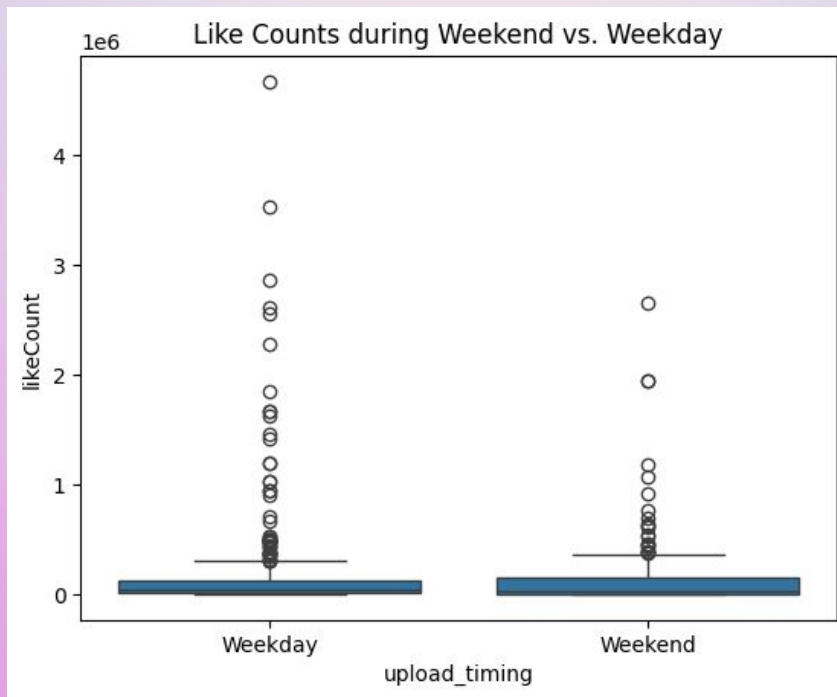 Like Counts during Weekend vs. Weekday
1e6
4
3
2
1
0
likeCount
Weekday Weekend
upload_timing